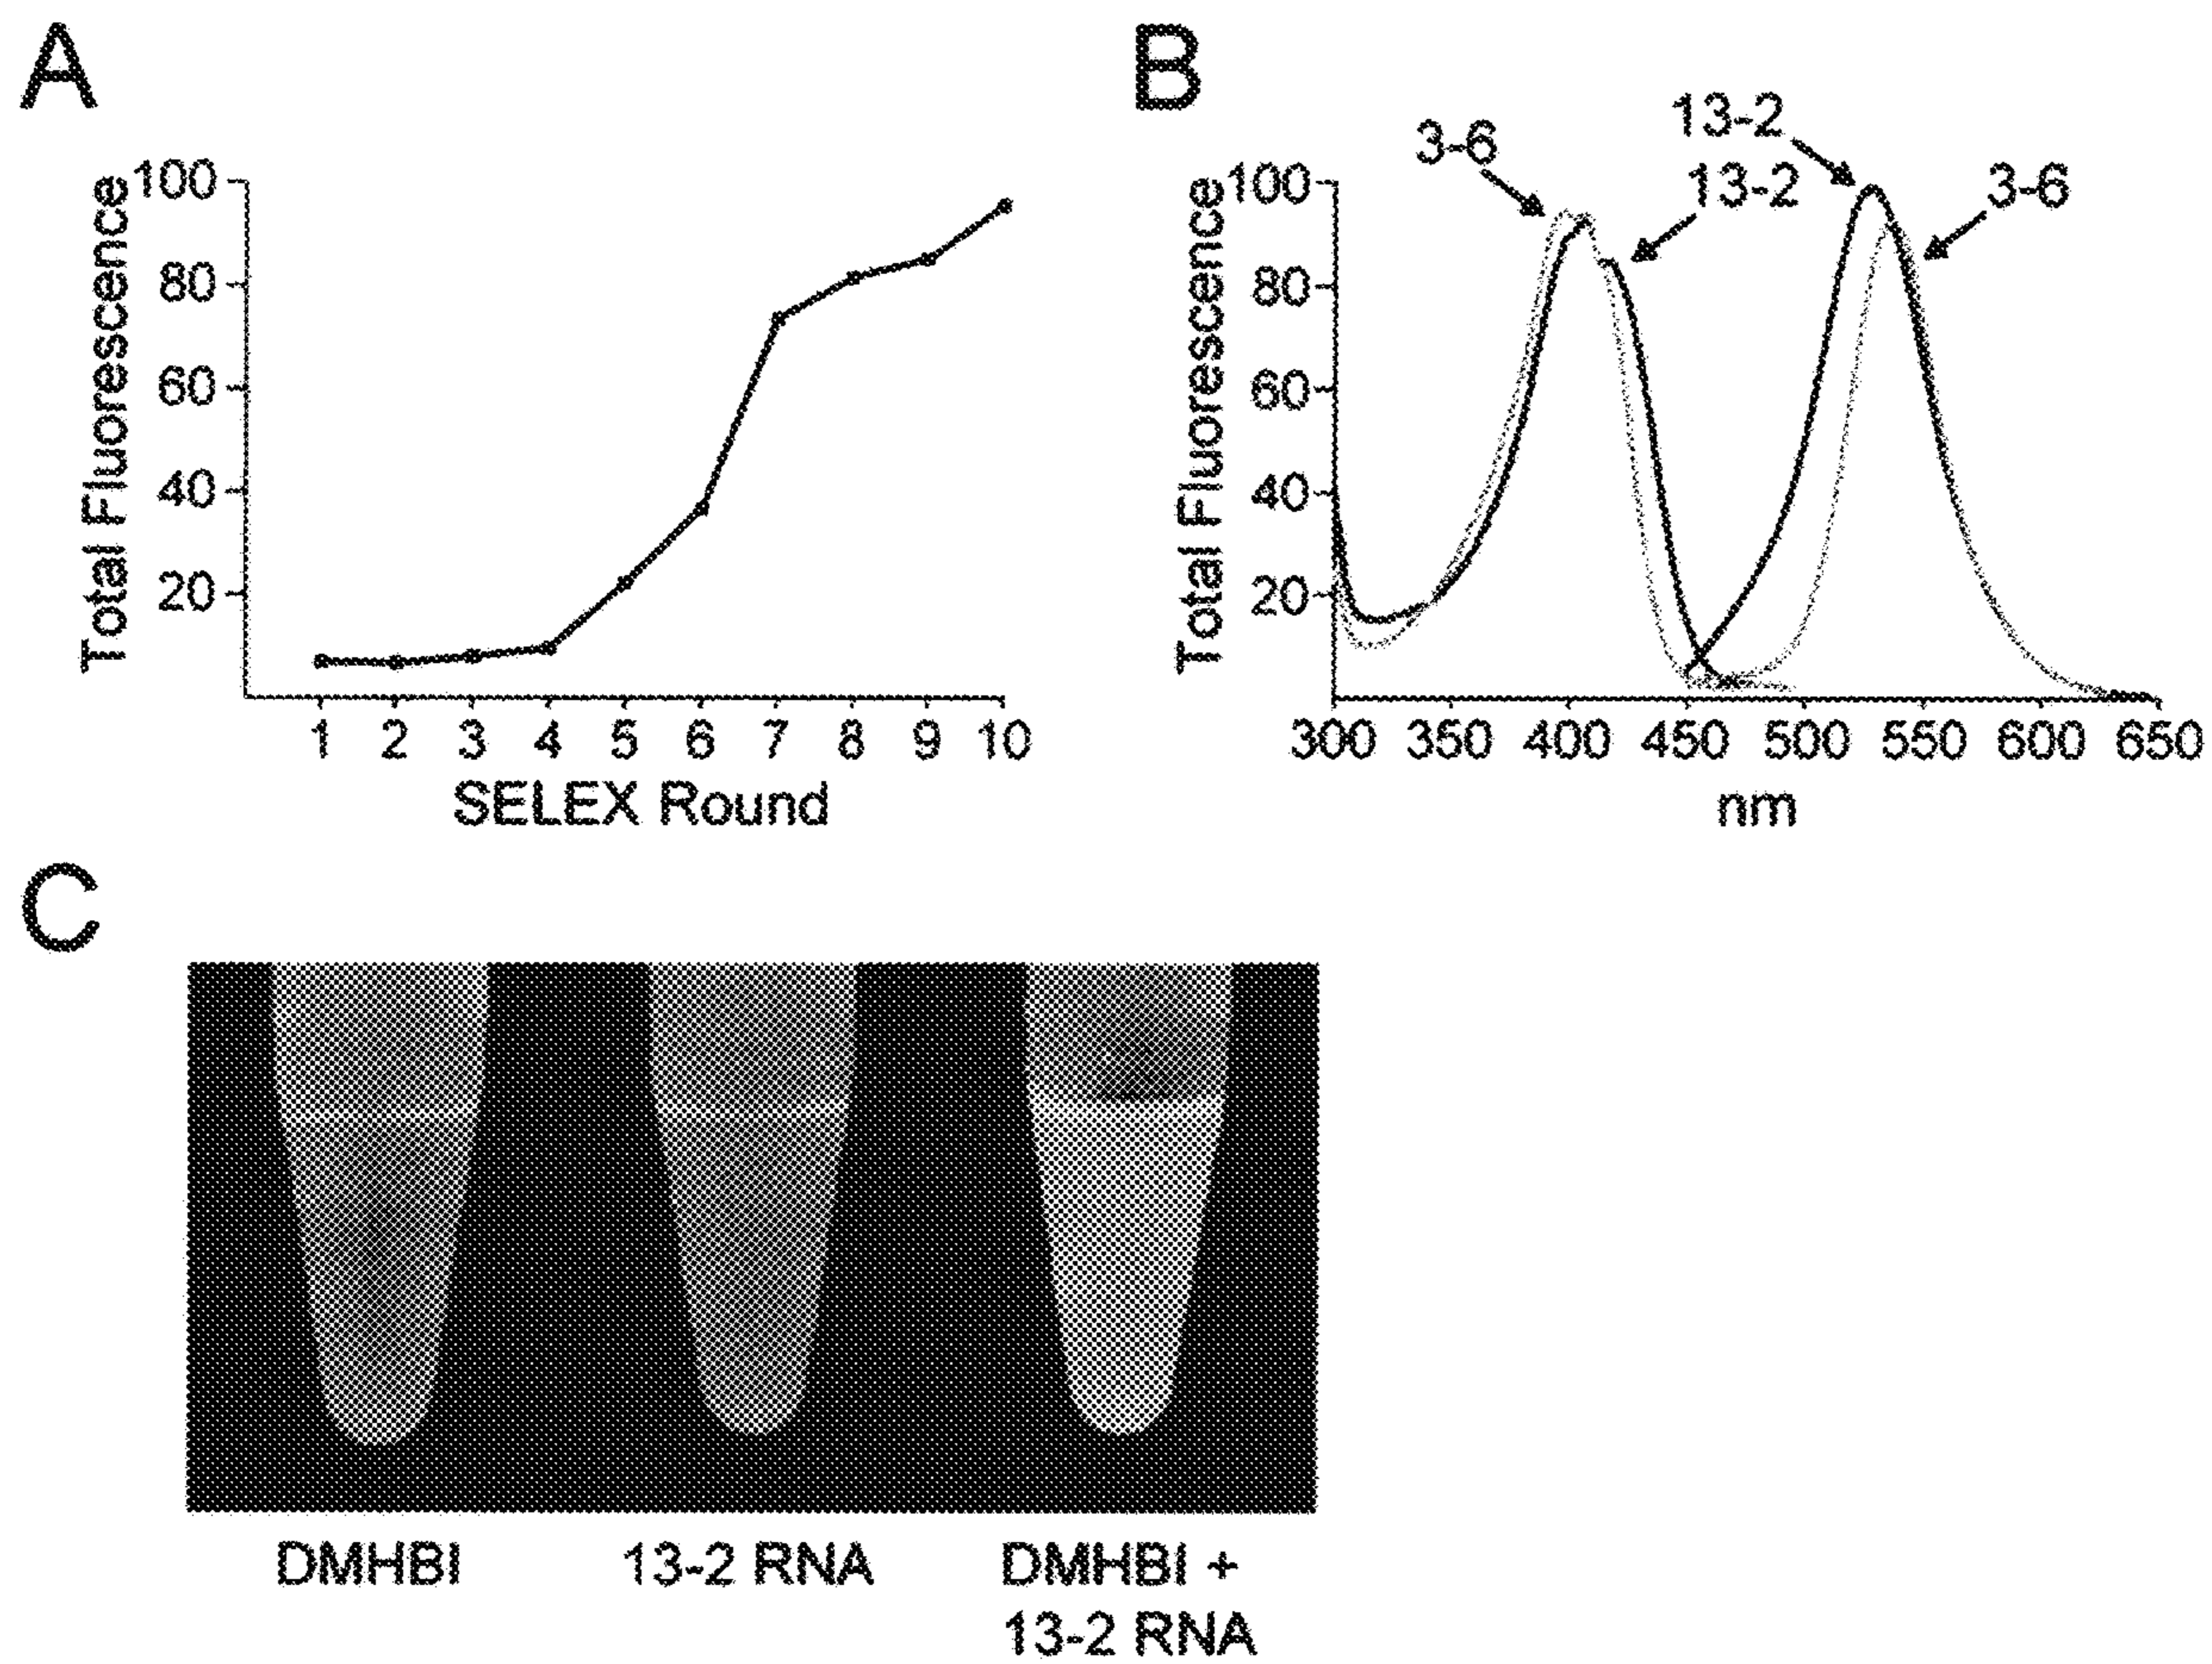 A
Total Fluorescence
100
80
60
40
20
1 2 3 4 5 6 7 8 9 10
SELEX Round
B
Total Fluorescence
100
80
60
40
20
3-6
13-2
13-2
3-6
300 350 400 450 500 550 600 650
nm
C
DMHBI
13-2 RNA
DMHBI +
13-2 RNA